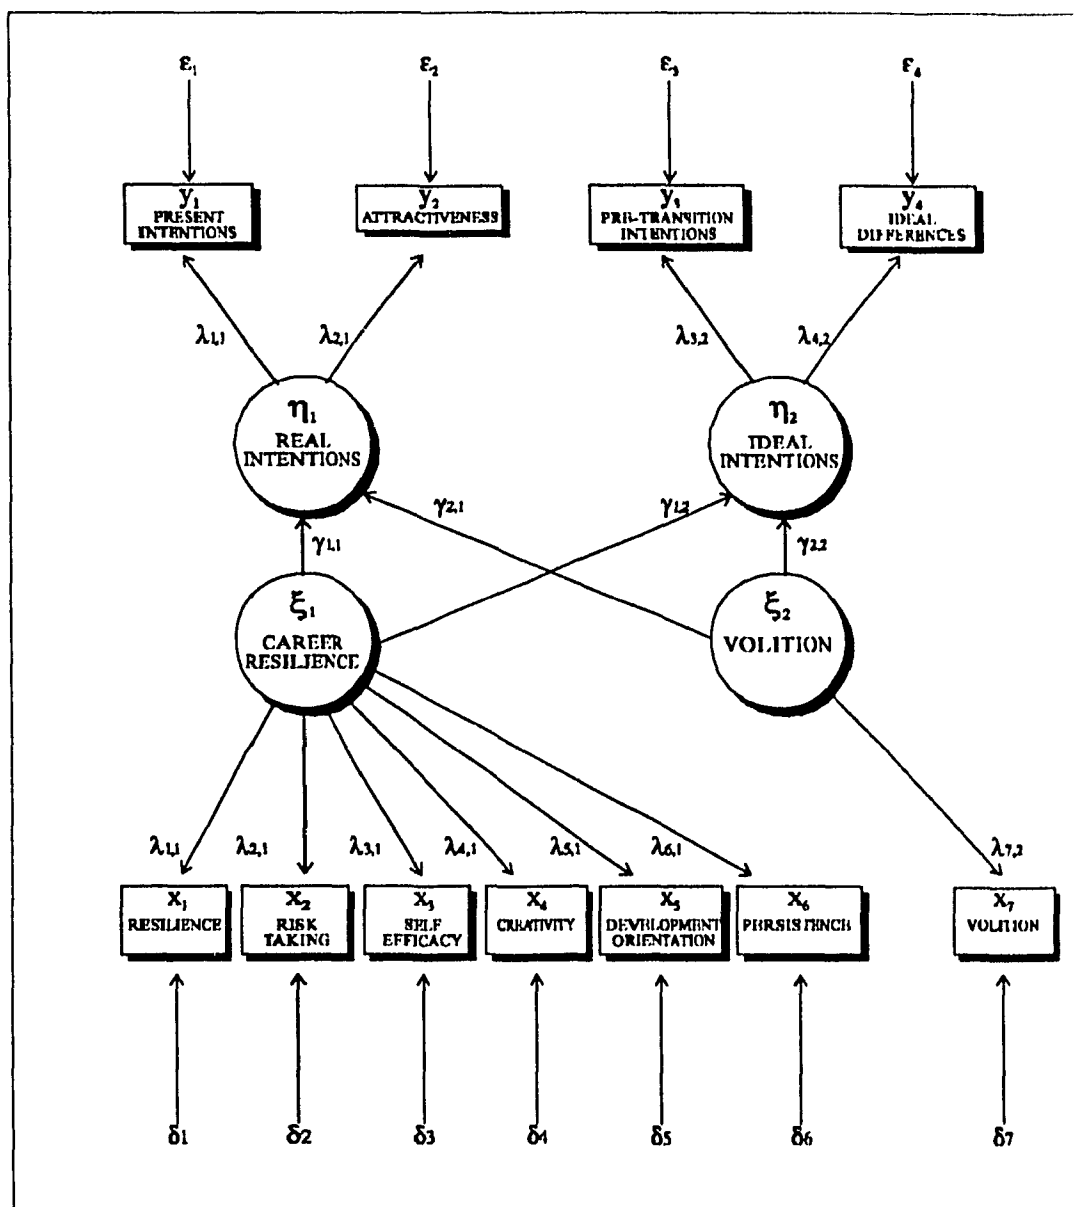 ε1 ε2 ε3 ε4
y1 y2 y3 y4
PRESENT INTENTIONS
ATTRACTIVENESS
PRE-TRANSITION INTENTIONS
IDEAL DIFFERENCES
λ1,1 λ2,1 λ3,2 λ4,2
η1 η2
REAL INTENTIONS
IDEAL INTENTIONS
γ2,1 γ1,2
γ1,1 γ2,2
ξ1 ξ2
CAREER RESILIENCE
VOLITION
λ1,1 λ2,1 λ3,1 λ4,1 λ5,1 λ6,1 λ7,2
x1 x2 x3 x4 x5 x6 x7
RESILIENCE
RISK TAKING
SELF EFFICACY
CREATIVITY
DEVELOPMENT ORIENTATION
PERSISTENCE
VOLITION
δ1 δ2 δ3 δ4 δ5 δ6 δ7